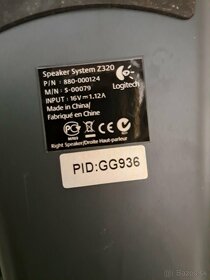 Speaker System Z320
P/N : 880-000124
M/N : S-00079
INPUT : 16V ⎓ 1.12A
Made in China/
Fabriqué en Chine
Logitech
Right Speaker/Droite Haut-parleur
PID:GG936